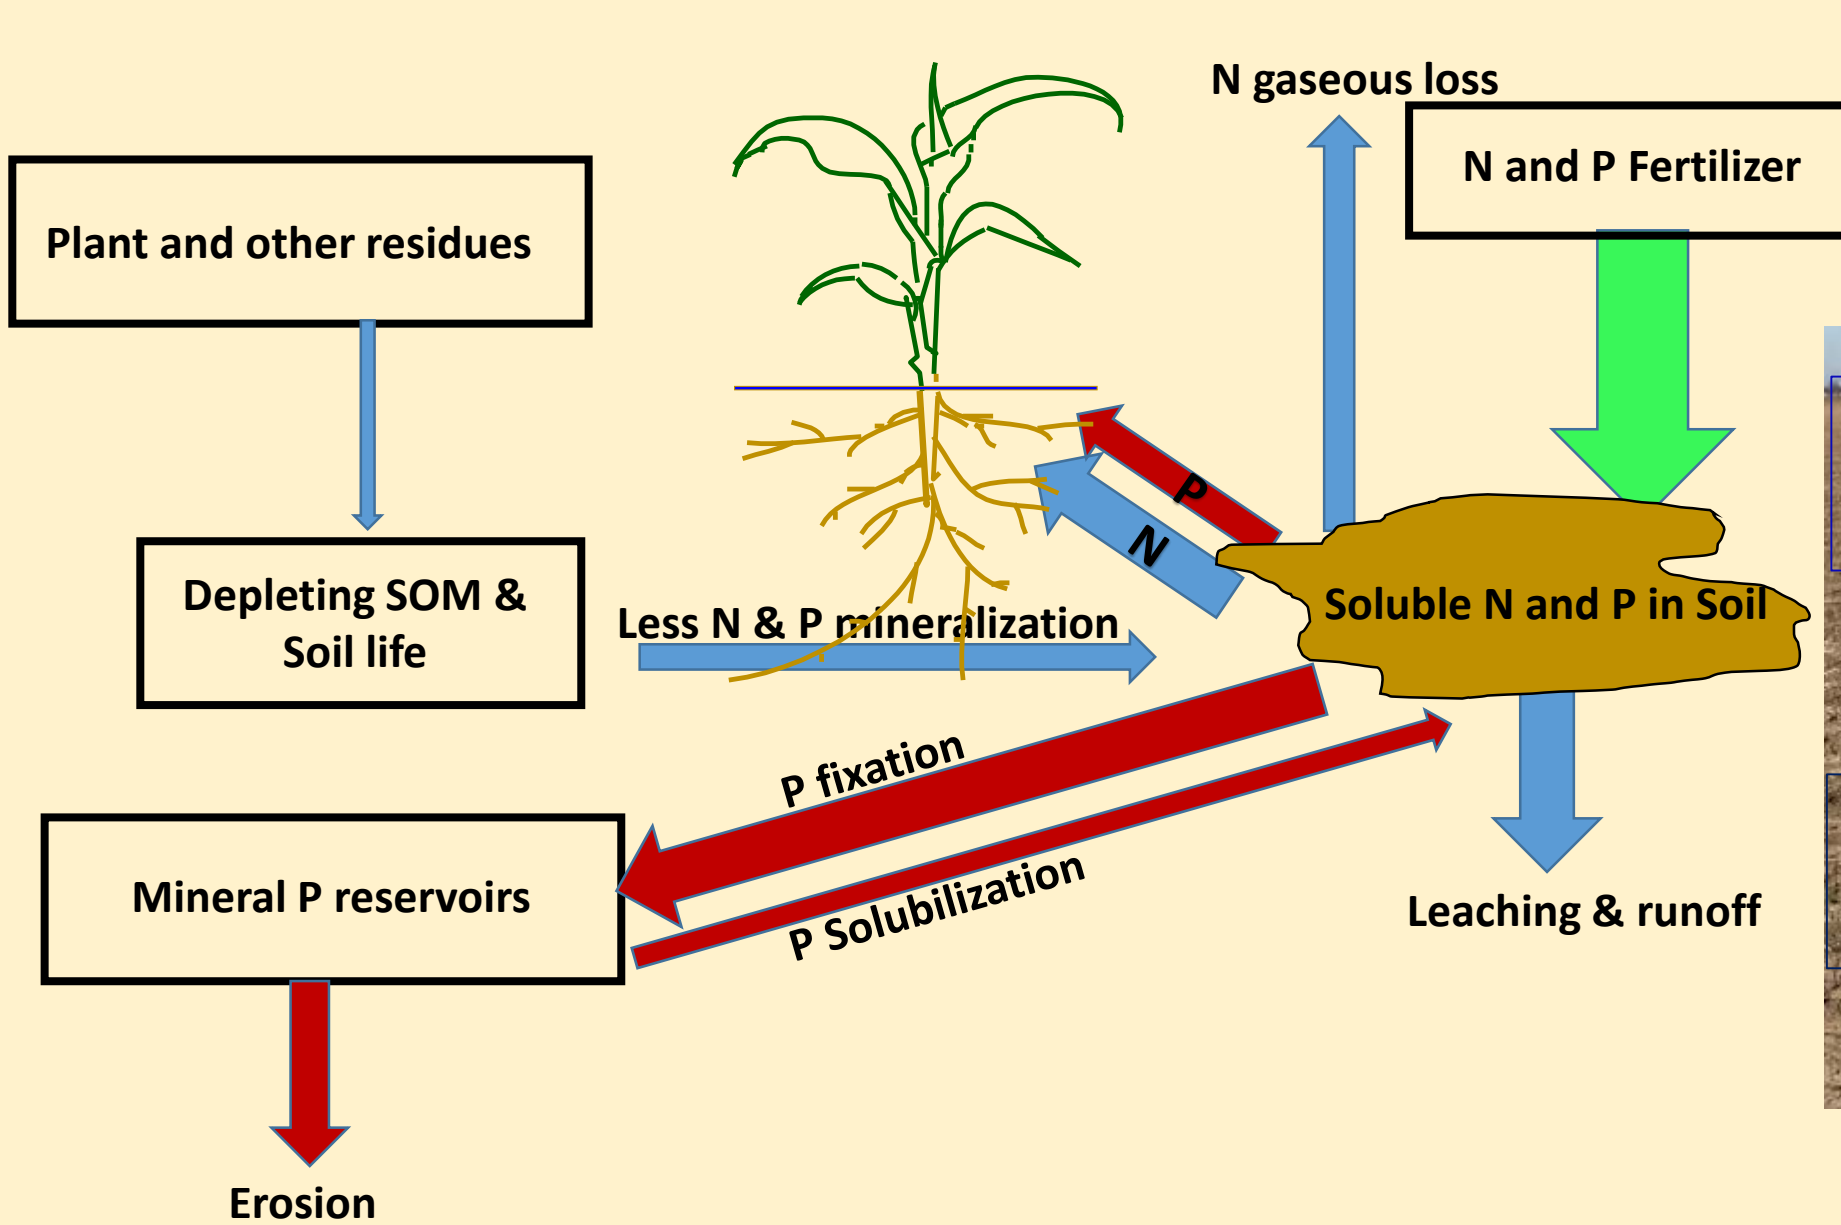 N gaseous loss
N and P Fertilizer
Plant and other residues
P
N
Depleting SOM &
Soil life
Less N & P mineralization
Soluble N and P in Soil
P fixation
P Solubilization
Mineral P reservoirs
Leaching & runoff
Erosion